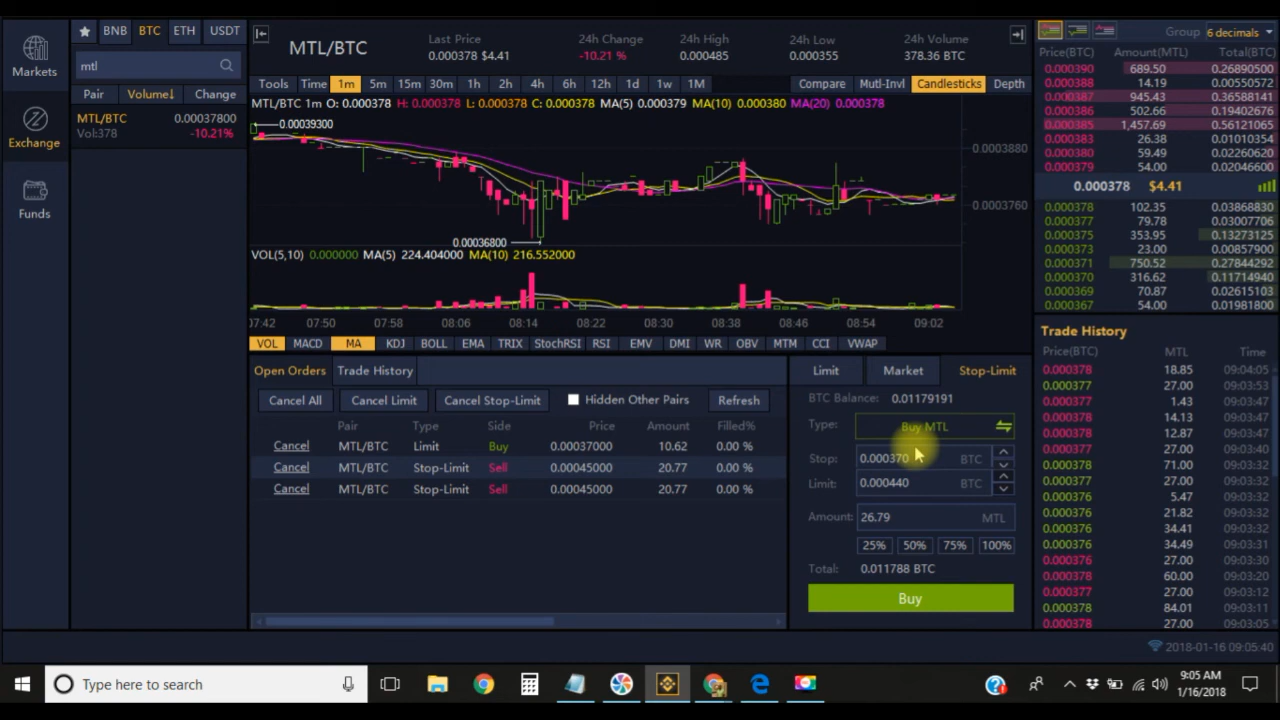 Markets
Exchange
Funds
BNB BTC ETH USDT
mtl
Pair Volume↓ Change
MTL/BTC 0.00037800
Vol:378 -10.21%
MTL/BTC
Last Price 24h Change 24h High 24h Low 24h Volume
0.000378 $4.41 -10.21 % 0.000485 0.000355 378.36 BTC
Tools Time 1m 5m 15m 30m 1h 2h 4h 6h 12h 1d 1w 1M Compare Mutl-Invl Candlesticks Depth
MTL/BTC 1m O: 0.000378 H: 0.000378 L: 0.000378 C: 0.000378 MA(5) 0.000379 MA(10) 0.000380 MA(20) 0.000378
0.00039300
0.0003880
0.0003760
0.00036800
VOL(5,10) 0.000000 MA(5) 224.404000 MA(10) 216.552000
07:42 07:50 07:58 08:06 08:14 08:22 08:30 08:38 08:46 08:54 09:02
VOL MACD MA KDJ BOLL EMA TRIX StochRSI RSI EMV DMI WR OBV MTM CCI VWAP
Open Orders Trade History
Cancel All Cancel Limit Cancel Stop-Limit Hidden Other Pairs Refresh
Pair Type Side Price Amount Filled%
Cancel MTL/BTC Limit Buy 0.00037000 10.62 0.00 %
Cancel MTL/BTC Stop-Limit Sell 0.00045000 20.77 0.00 %
Cancel MTL/BTC Stop-Limit Sell 0.00045000 20.77 0.00 %
Limit Market Stop-Limit
BTC Balance: 0.01179191
Type: Buy MTL
Stop: 0.000370 BTC
Limit: 0.000440 BTC
Amount: 26.79 MTL
25% 50% 75% 100%
Total: 0.011788 BTC
Buy
Group 6 decimals
Price(BTC) Amount(MTL) Total(BTC)
0.000390 689.50 0.26890500
0.000388 14.19 0.00550572
0.000387 945.43 0.36588141
0.000386 502.66 0.19402676
0.000385 1,457.69 0.56121065
0.000383 26.38 0.01010354
0.000380 59.49 0.02260620
0.000379 54.00 0.02046600
0.000378 $4.41
0.000378 102.35 0.03868830
0.000377 79.78 0.03007706
0.000375 353.95 0.13273125
0.000373 23.00 0.00857900
0.000371 750.52 0.27844292
0.000370 316.62 0.11714940
0.000369 70.87 0.02615103
0.000367 54.00 0.01981800
Trade History
Price(BTC) MTL Time
0.000378 18.85 09:04:05
0.000377 27.00 09:03:53
0.000377 1.43 09:03:47
0.000378 14.13 09:03:42
0.000378 12.87 09:03:42
0.000377 27.00 09:03:40
0.000378 71.00 09:03:32
0.000377 27.00 09:03:32
0.000376 5.47 09:03:32
0.000376 21.82 09:03:32
0.000376 34.41 09:03:32
0.000376 34.49 09:03:31
0.000376 27.00 09:03:30
0.000378 60.00 09:03:20
0.000377 27.00 09:03:12
0.000378 84.01 09:03:11
0.000378 27.00 09:03:05
2018-01-16 09:05:40
Type here to search
9:05 AM
1/16/2018